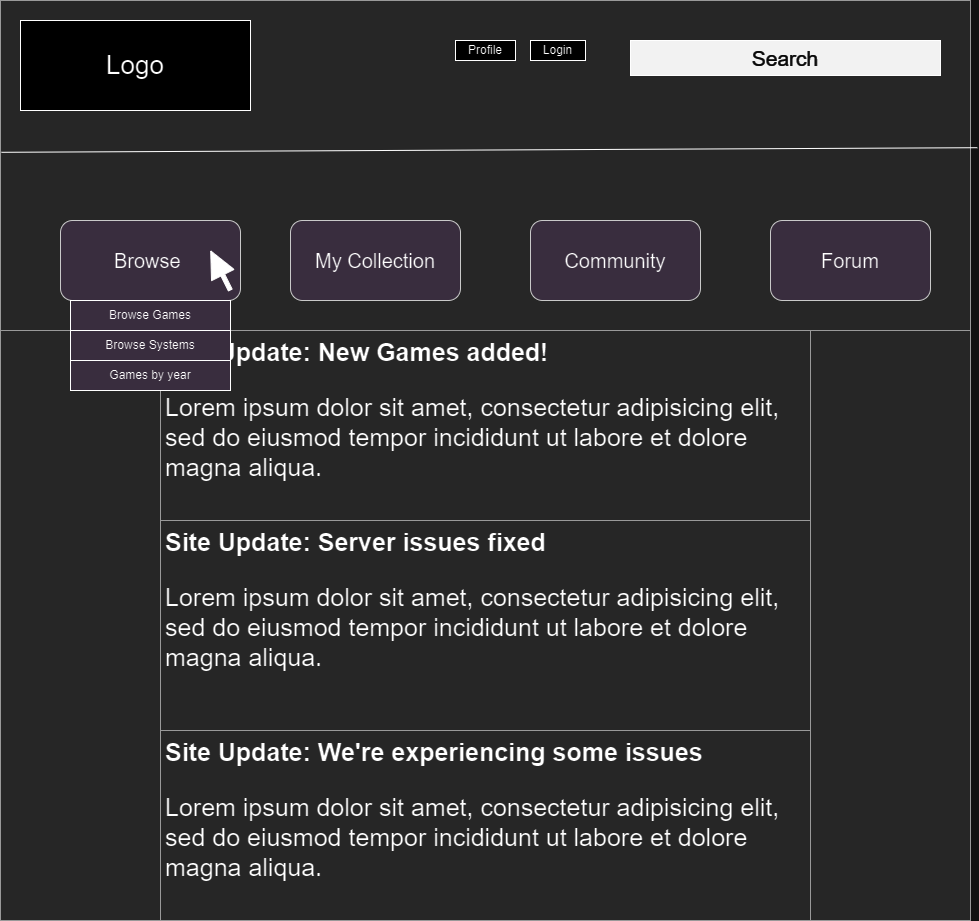 Logo
Profile
Login
Search
Browse
My Collection
Community
Forum
Browse Games
Browse Systems
Games by year
Update: New Games added!
Lorem ipsum dolor sit amet, consectetur adipisicing elit,
sed do eiusmod tempor incididunt ut labore et dolore
magna aliqua.
Site Update: Server issues fixed
Lorem ipsum dolor sit amet, consectetur adipisicing elit,
sed do eiusmod tempor incididunt ut labore et dolore
magna aliqua.
Site Update: We're experiencing some issues
Lorem ipsum dolor sit amet, consectetur adipisicing elit,
sed do eiusmod tempor incididunt ut labore et dolore
magna aliqua.